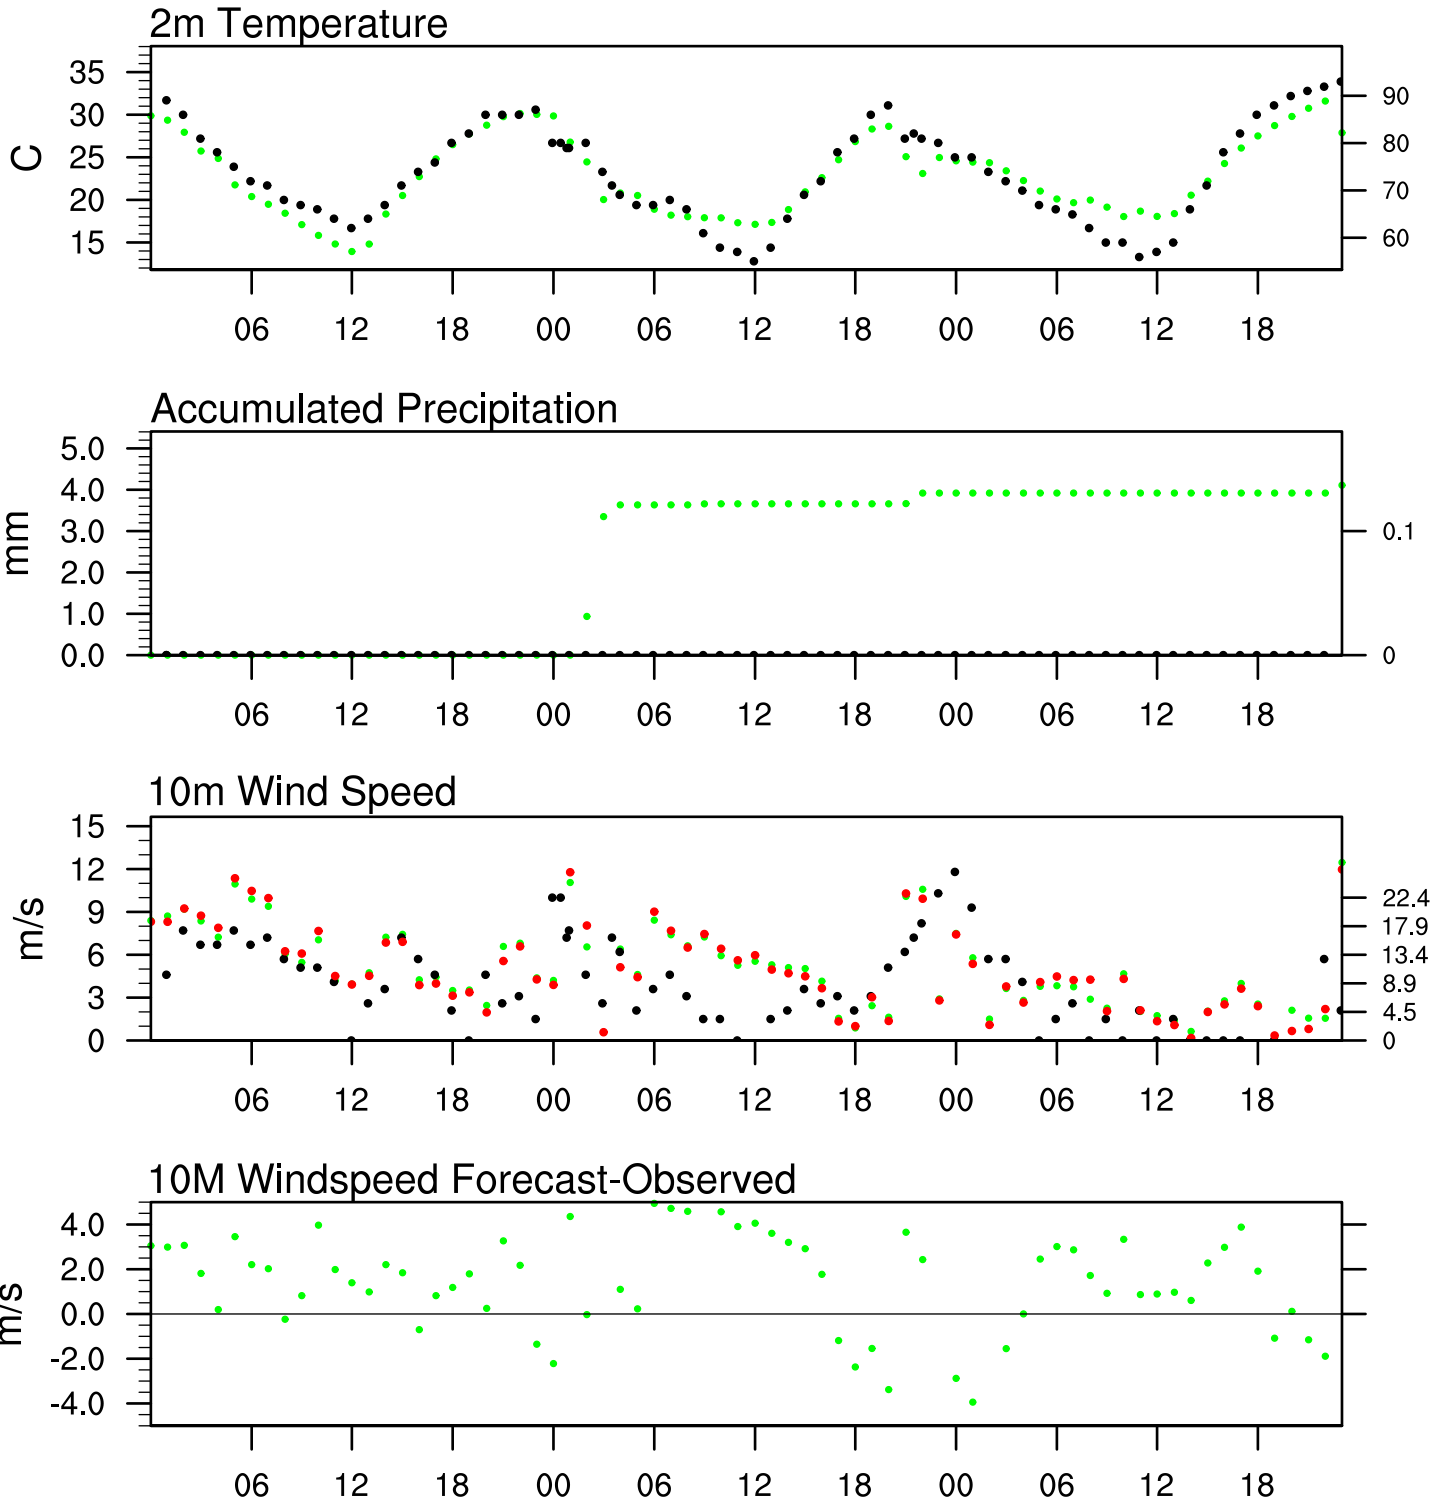 2m Temperature
35
30
25
20
15
C
90
80
70
60
06 12 18 00 06 12 18 00 06 12 18
Accumulated Precipitation
5.0
4.0
3.0
2.0
1.0
0.0
mm
0.1
0
06 12 18 00 06 12 18 00 06 12 18
10m Wind Speed
15
12
9
6
3
0
m/s
22.4
17.9
13.4
8.9
4.5
0
06 12 18 00 06 12 18 00 06 12 18
10M Windspeed Forecast-Observed
4.0
2.0
0.0
-2.0
-4.0
m/s
06 12 18 00 06 12 18 00 06 12 18